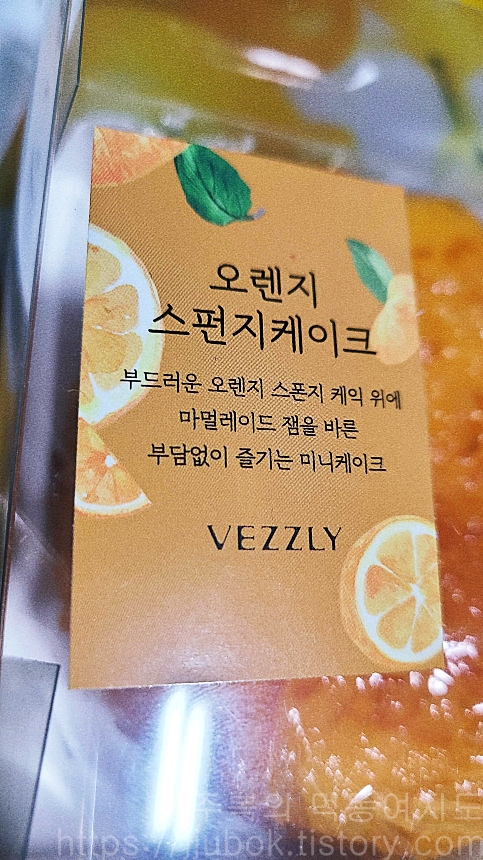 오렌지
스펀지케이크
부드러운 오렌지 스폰지 케익 위에
마멀레이드 잼을 바른
부담없이 즐기는 미니케이크
VEZZLY
https://jjubok.tistory.com